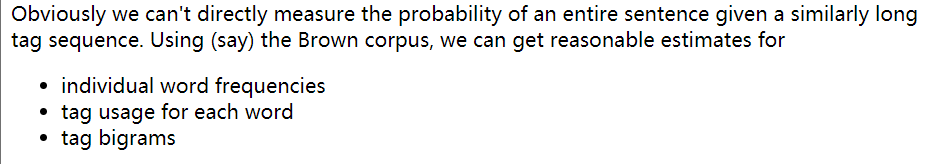 Obviously we can't directly measure the probability of an entire sentence given a similarly long
tag sequence. Using (say) the Brown corpus, we can get reasonable estimates for
• individual word frequencies
• tag usage for each word
• tag bigrams